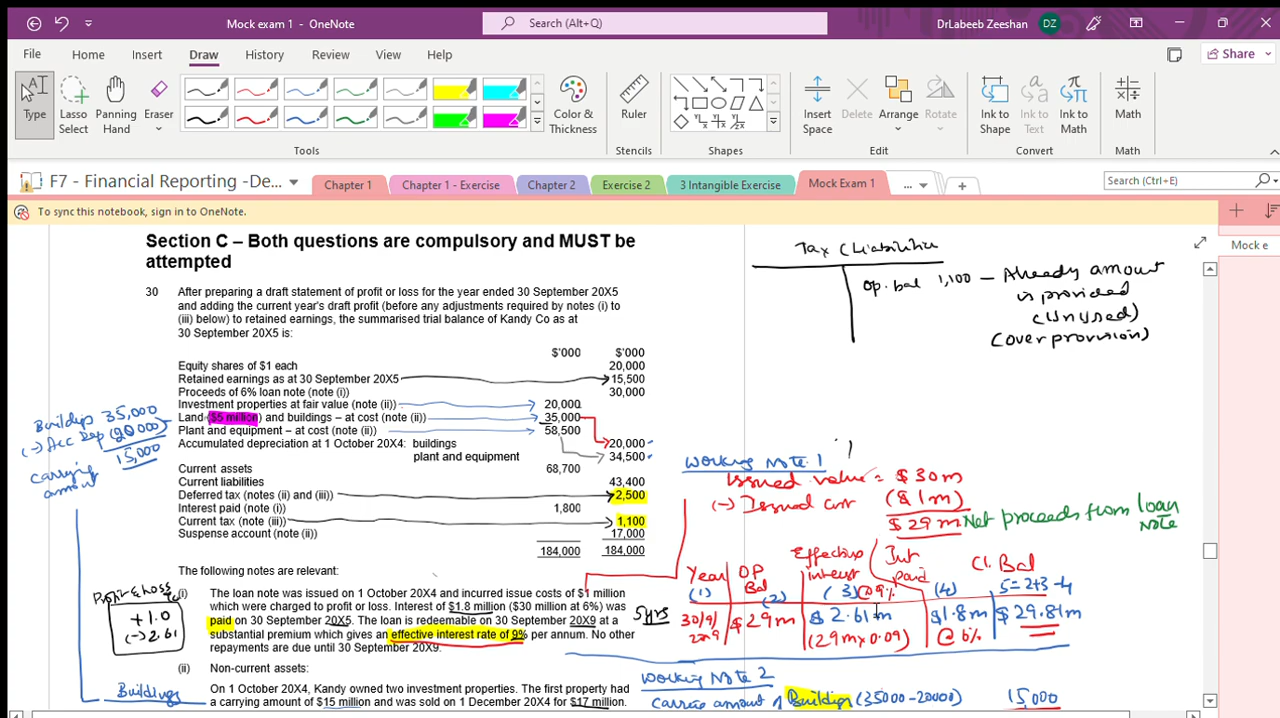 Mock exam 1 - OneNote
Search (Alt+Q)
DrLabeeb Zeeshan
DZ
File
Home
Insert
Draw
History
Review
View
Help
Share
Type
Lasso
Select
Panning
Hand
Eraser
Color &
Thickness
Ruler
Insert
Space
Delete
Arrange
Rotate
Ink to
Shape
Ink to
Text
Ink to
Math
Math
Tools
Stencils
Shapes
Edit
Convert
Math
F7 - Financial Reporting -De...
Chapter 1
Chapter 1 - Exercise
Chapter 2
Exercise 2
3 Intangible Exercise
Mock Exam 1
...
Search (Ctrl+E)
To sync this notebook, sign in to OneNote.
Mock e
Section C – Both questions are compulsory and MUST be
attempted
30 After preparing a draft statement of profit or loss for the year ended 30 September 20X5
and adding the current year's draft profit (before any adjustments required by notes (i) to
(iii) below) to retained earnings, the summarised trial balance of Kandy Co as at
30 September 20X5 is:
$'000 $'000
Equity shares of $1 each 20,000
Retained earnings as at 30 September 20X5 15,500
Proceeds of 6% loan note (note (i)) 30,000
Investment properties at fair value (note (ii)) 20,000
Land ($5 million) and buildings – at cost (note (ii)) 35,000
Plant and equipment – at cost (note (ii)) 58,500
Accumulated depreciation at 1 October 20X4: buildings 20,000
plant and equipment 34,500
Current assets 68,700
Current liabilities 43,400
Deferred tax (notes (ii) and (iii)) 2,500
Interest paid (note (i)) 1,800
Current tax (note (iii)) 1,100
Suspense account (note (ii)) 17,000
184,000 184,000
The following notes are relevant:
(i) The loan note was issued on 1 October 20X4 and incurred issue costs of $1 million
which were charged to profit or loss. Interest of $1.8 million ($30 million at 6%) was
paid on 30 September 20X5. The loan is redeemable on 30 September 20X9 at a
substantial premium which gives an effective interest rate of 9% per annum. No other
repayments are due until 30 September 20X9.
(ii) Non-current assets:
On 1 October 20X4, Kandy owned two investment properties. The first property had
a carrying amount of $15 million and was sold on 1 December 20X4 for $17 million.
Buildings 35,000
(-) Acc Dep (20000)
15,000
carrying
amount
Profit & Loss
+1.0
(-) 2.61
Buildings
5yrs
Tax Liabilities
Op. bal 1,100 – Already amount
is provided
(Unused)
(over provision)
Working Note 1
Issued value = $30m
(-) Issued cost ($1m)
$29m Net proceeds from loan
note
Year OP Bal Effective interest Int paid Cl. Bal
(1) (2) (3) @9% (4) 5=2+3-4
30/9/ $29m $2.61m $1.8m $29.81m
20x9 (29m x 0.09) @ 6%
Working Note 2
Carring amount of Buildings (35000-20000) 15,000